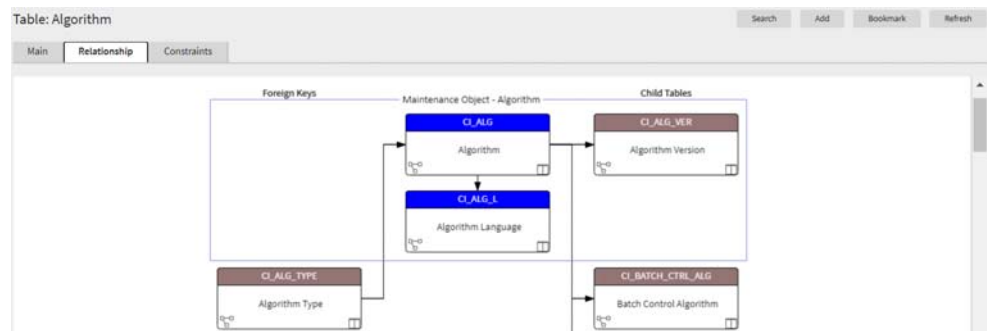 Table: Algorithm
Search Add Bookmark Refresh
Main Relationship Constraints
Foreign Keys
Maintenance Object - Algorithm
Child Tables
CI_ALG
Algorithm
CI_ALG_VER
Algorithm Version
CI_ALG_L
Algorithm Language
CI_ALG_TYPE
Algorithm Type
CI_BATCH_CTRL_ALG
Batch Control Algorithm